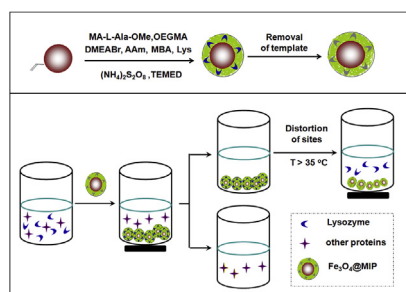 MA-L-Ala-OMe,OEGMA
DMEABr, AAm, MBA, Lys
(NH₄)₂S₂O₈ ,TEMED
Removal
of template
Distortion
of sites
T > 35 °C
Lysozyme
other proteins
Fe₃O₄@MIP